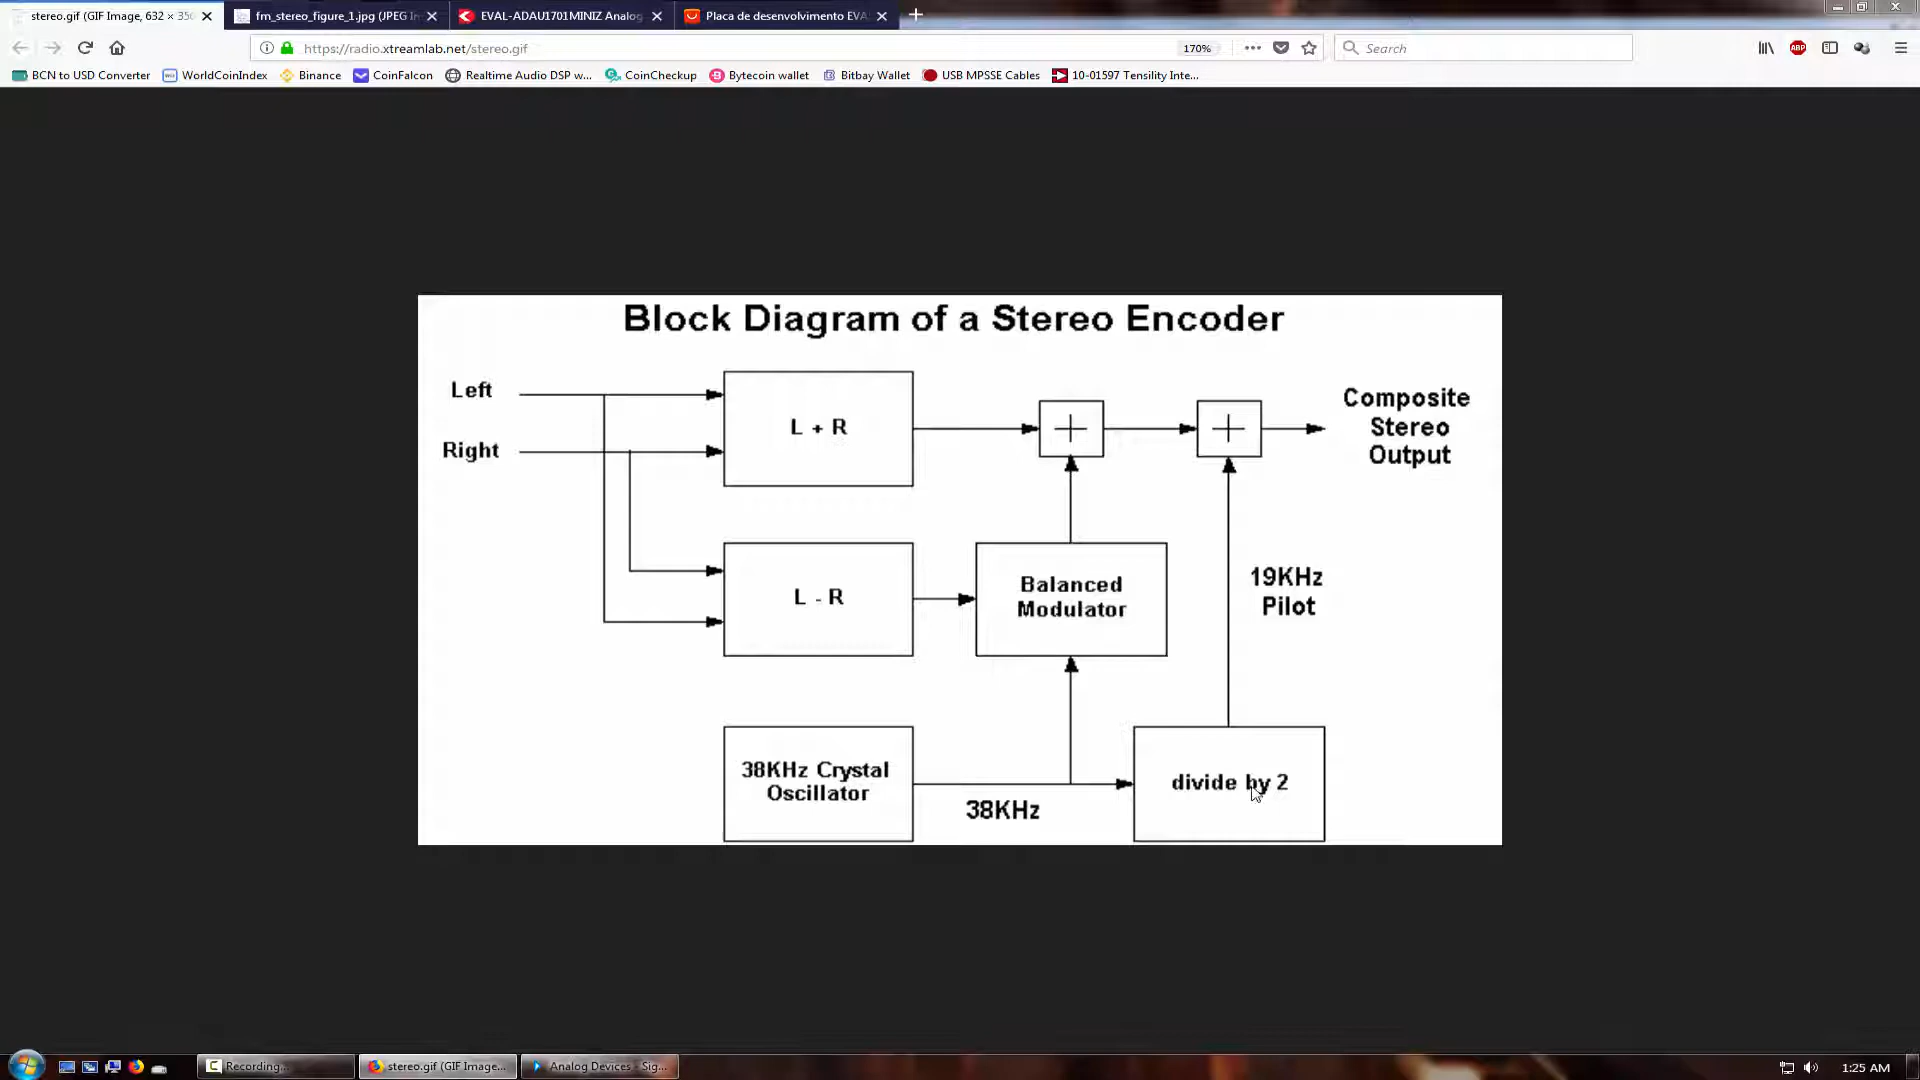 stereo.gif (GIF Image, 632 × 350
fm_stereo_figure_1.jpg (JPEG Im
EVAL-ADAU1701MINIZ Analog
Placa de desenvolvimento EVA
https://radio.xtreamlab.net/stereo.gif
170%
Search
BCN to USD Converter
WorldCoinIndex
Binance
CoinFalcon
Realtime Audio DSP w...
CoinCheckup
Bytecoin wallet
Bitbay Wallet
USB MPSSE Cables
10-01597 Tensility Inte...
Block Diagram of a Stereo Encoder
Left
Right
L + R
+
+
Composite
Stereo
Output
L - R
Balanced
Modulator
19KHz
Pilot
38KHz Crystal
Oscillator
38KHz
divide by 2
Recording...
stereo.gif (GIF Image...
Analog Devices - Sig...
1:25 AM